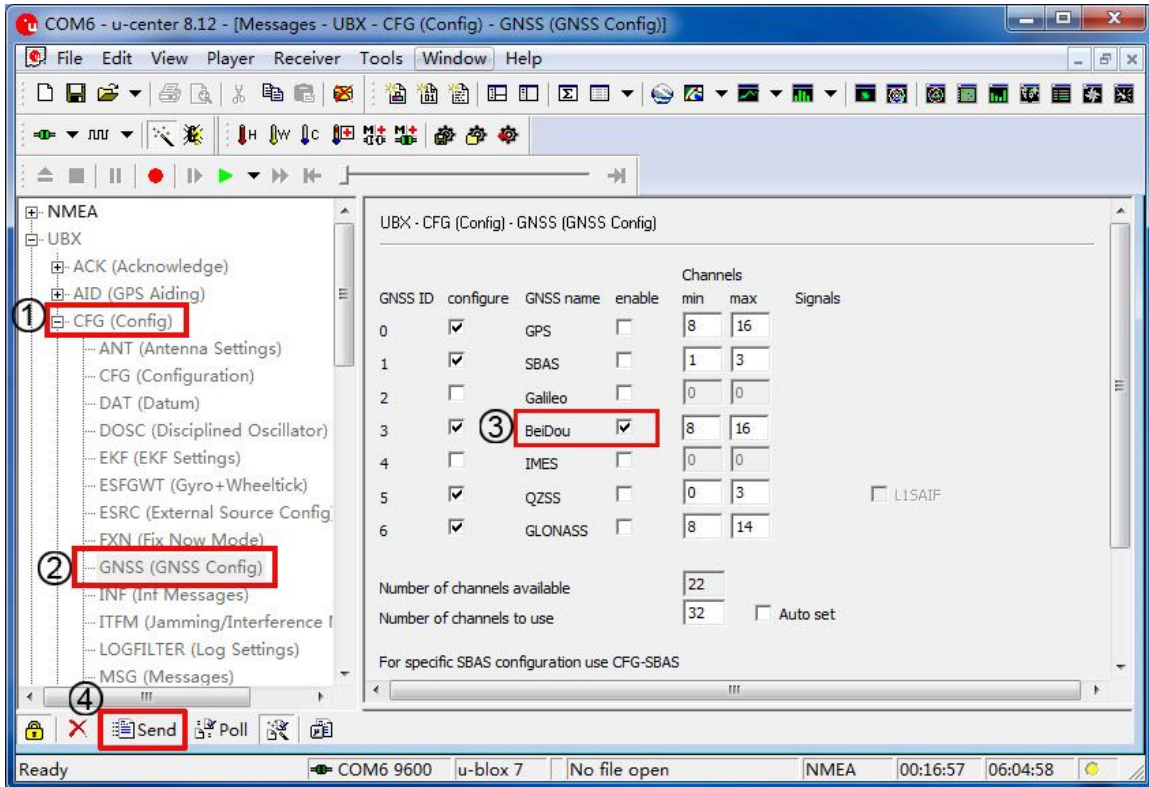 COM6 - u-center 8.12 - [Messages - UBX - CFG (Config) - GNSS (GNSS Config)]
File Edit View Player Receiver Tools Window Help
NMEA
UBX
ACK (Acknowledge)
AID (GPS Aiding)
① CFG (Config)
ANT (Antenna Settings)
CFG (Configuration)
DAT (Datum)
DOSC (Disciplined Oscillator)
EKF (EKF Settings)
ESFGWT (Gyro+Wheeltick)
ESRC (External Source Config
FXN (Fix Now Mode)
② GNSS (GNSS Config)
INF (Inf Messages)
ITFM (Jamming/Interference
LOGFILTER (Log Settings)
MSG (Messages)
UBX - CFG (Config) - GNSS (GNSS Config)
Channels
GNSS ID configure GNSS name enable min max Signals
0 GPS 8 16
1 SBAS 1 3
2 Galileo 0 0
3 ③ BeiDou 8 16
4 IMES 0 0
5 QZSS 0 3 L1SAIF
6 GLONASS 8 14
Number of channels available 22
Number of channels to use 32 Auto set
For specific SBAS configuration use CFG-SBAS
④ Send Poll
Ready COM6 9600 u-blox 7 No file open NMEA 00:16:57 06:04:58